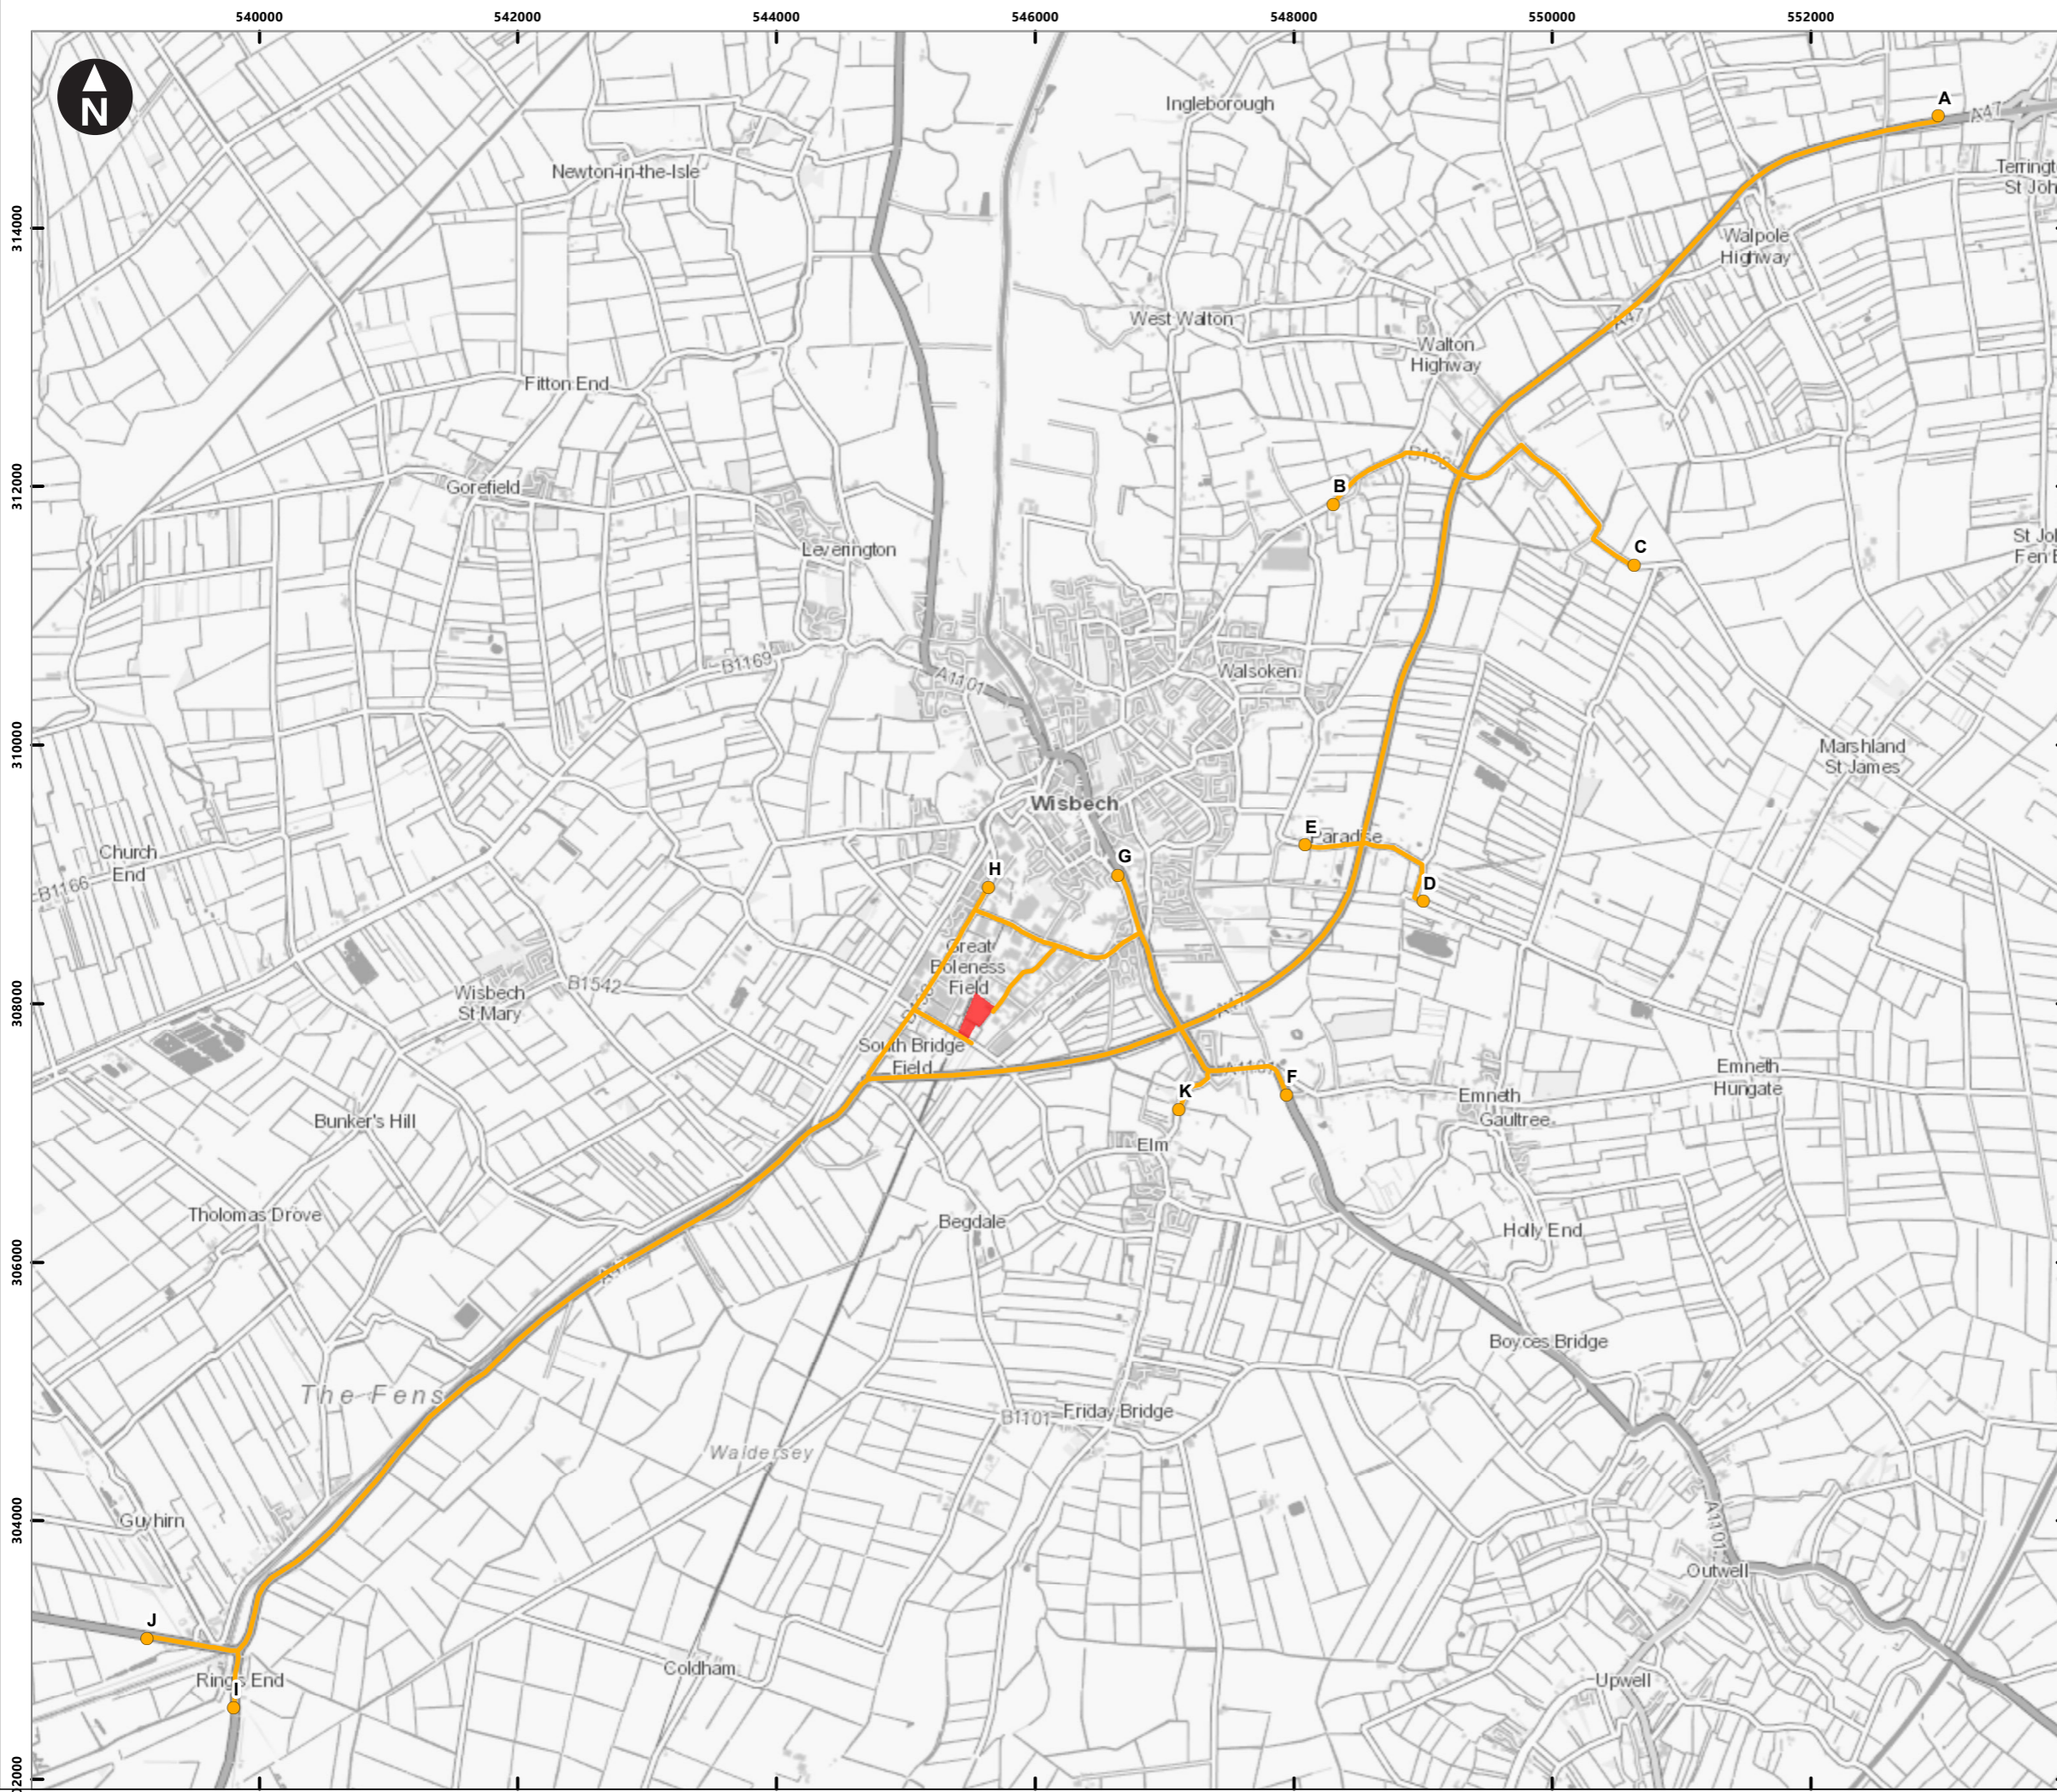 540000
542000
544000
546000
548000
550000
552000
N
A
A47
Ingleborough
Newton-in-the-Isle
314000
Walpole
Highway
West Walton
A47
Walton
Highway
Fitton End
B
Gorefield
312000
C
Leverington
B1169
A1101
Walsoken
310000
Marshland
St James
Wisbech
E
Paradise
Church
End
B1166
G
H
D
Great
Boleness
Field
Wisbech
St Mary
B1542
308000
A47
South Bridge
Field
A1101
F
K
Emneth
Hungate
Emneth
Gaultree
Bunker's Hill
Elm
Tholomas Drove
Begdale
Holly End
306000
A47
Boyces Bridge
The Fens
B1101
Friday Bridge
Waldersey
304000
Guyhirn
A1101
Outwell
J
Coldham
Rings End
I
Upwell